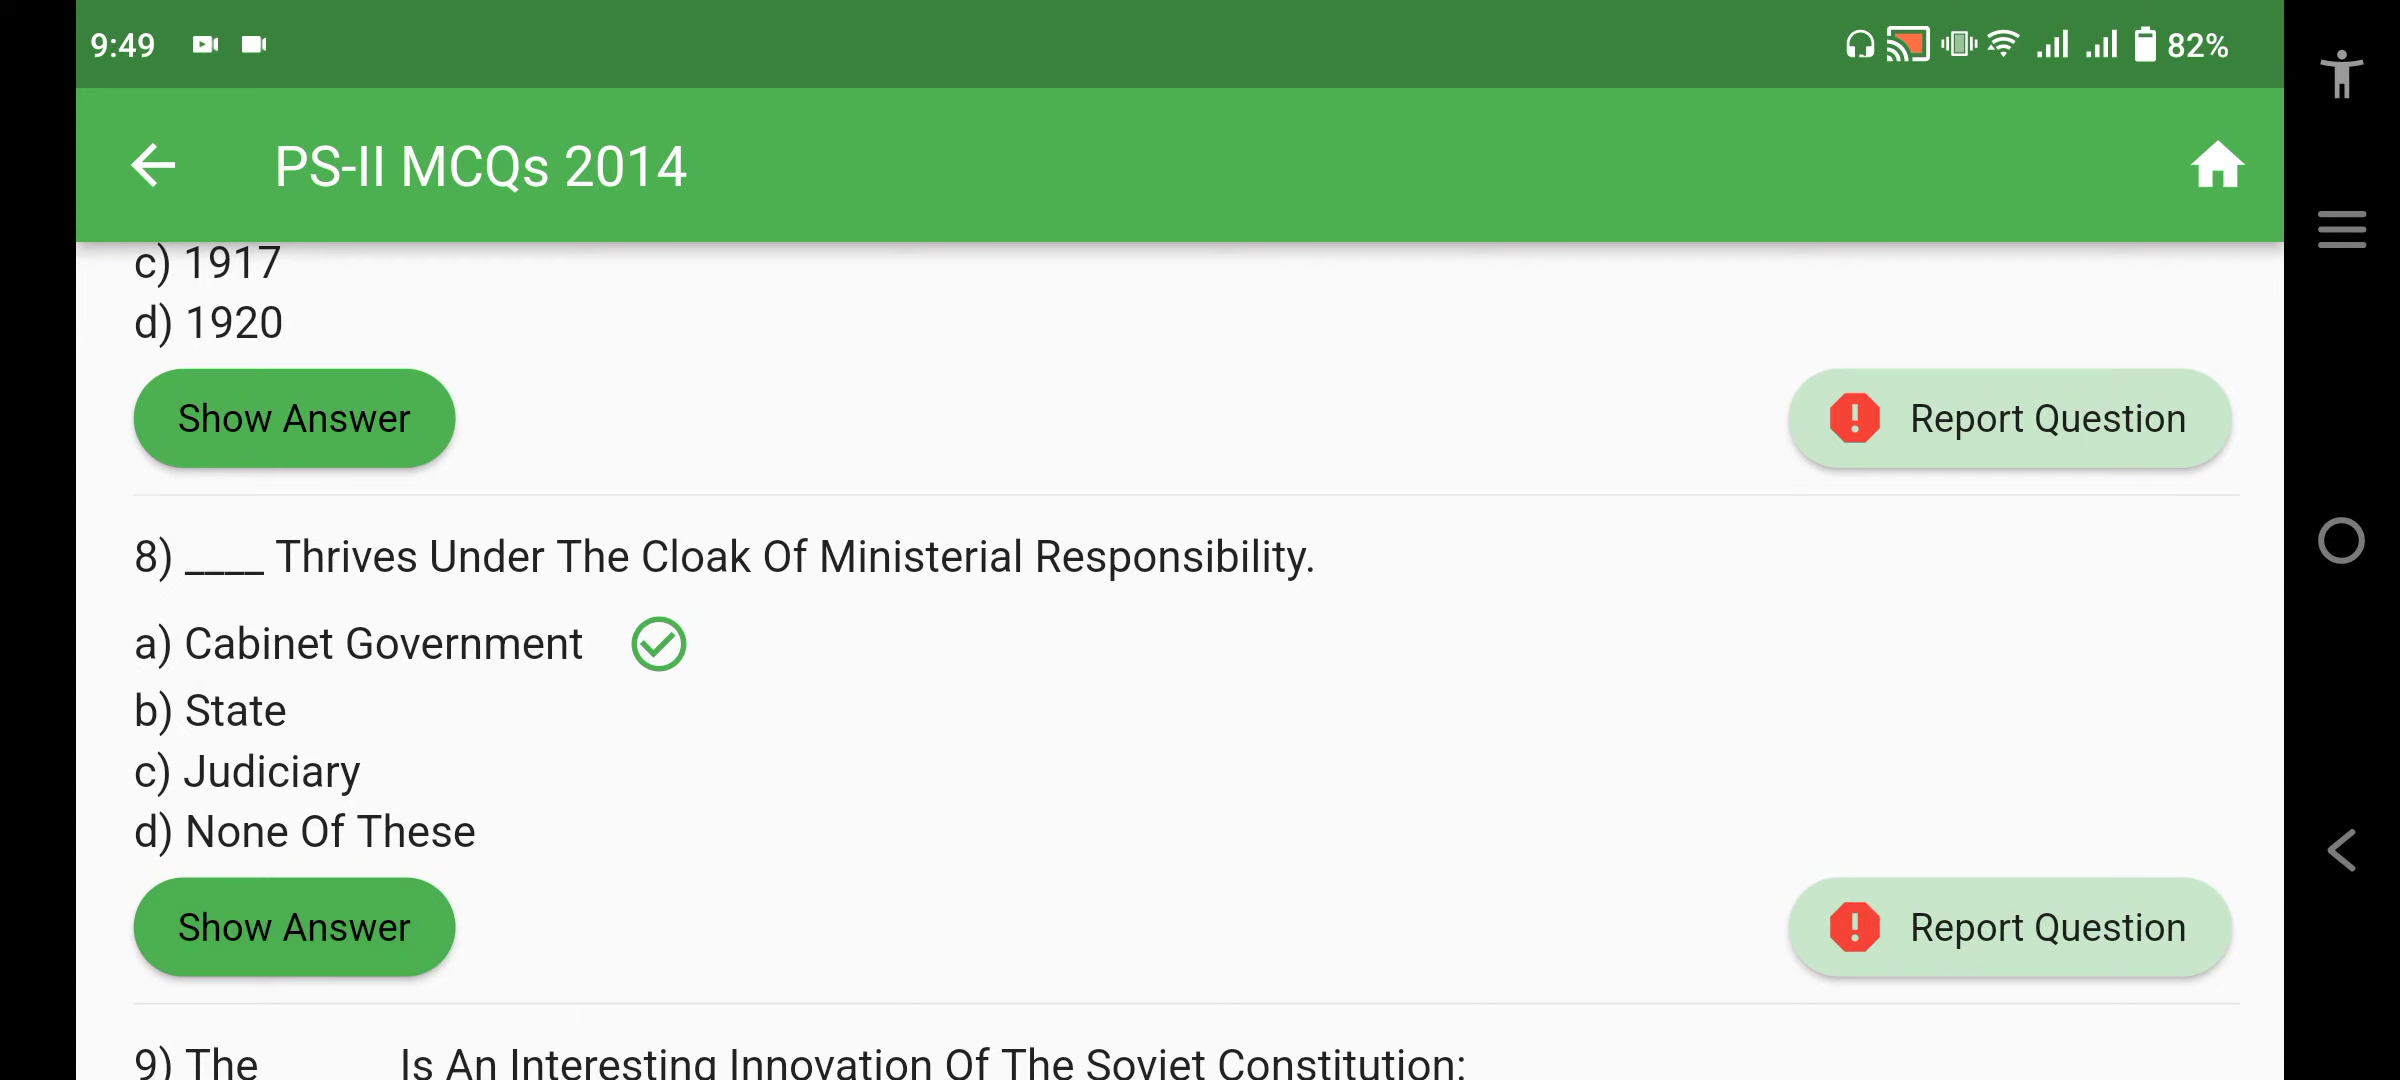 9:49
82%
PS-II MCQs 2014
c) 1917
d) 1920
Show Answer
Report Question
8) ____ Thrives Under The Cloak Of Ministerial Responsibility.
a) Cabinet Government
b) State
c) Judiciary
d) None Of These
Show Answer
Report Question
9) The Is An Interesting Innovation Of The Soviet Constitution: